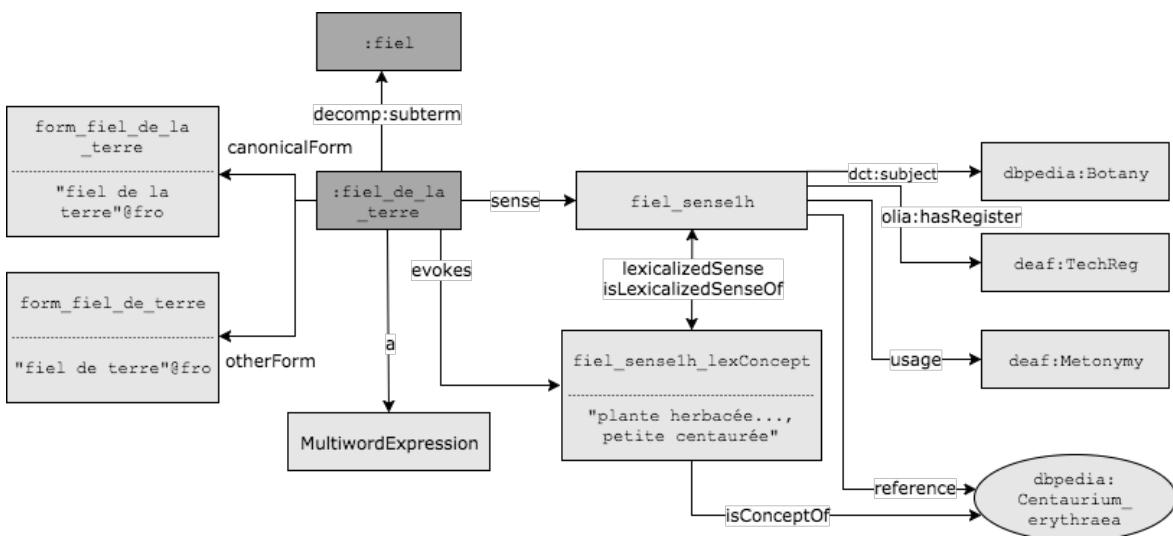 :fiel
decomp:subterm
form_fiel_de_la
_terre
"fiel de la
terre"@fro
canonicalForm
:fiel_de_la
_terre
sense
fiel_sense1h
dct:subject
dbpedia:Botany
olia:hasRegister
deaf:TechReg
evokes
lexicalizedSense
isLexicalizedSenseOf
form_fiel_de_terre
"fiel de terre"@fro
otherForm
a
MultiwordExpression
fiel_sense1h_lexConcept
"plante herbacée...,
petite centaurée"
usage
deaf:Metonymy
reference
isConceptOf
dbpedia:
Centaurium_
erythraea